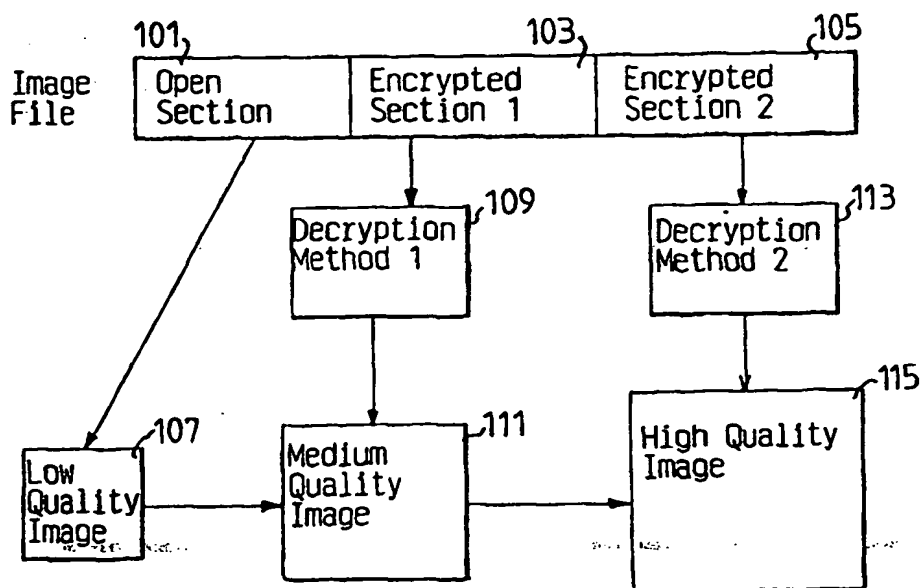 101
103
105
Image
File
Open
Section
Encrypted
Section 1
Encrypted
Section 2
109
Decryption
Method 1
113
Decryption
Method 2
107
Low
Quality
Image
111
Medium
Quality
Image
115
High Quality
Image